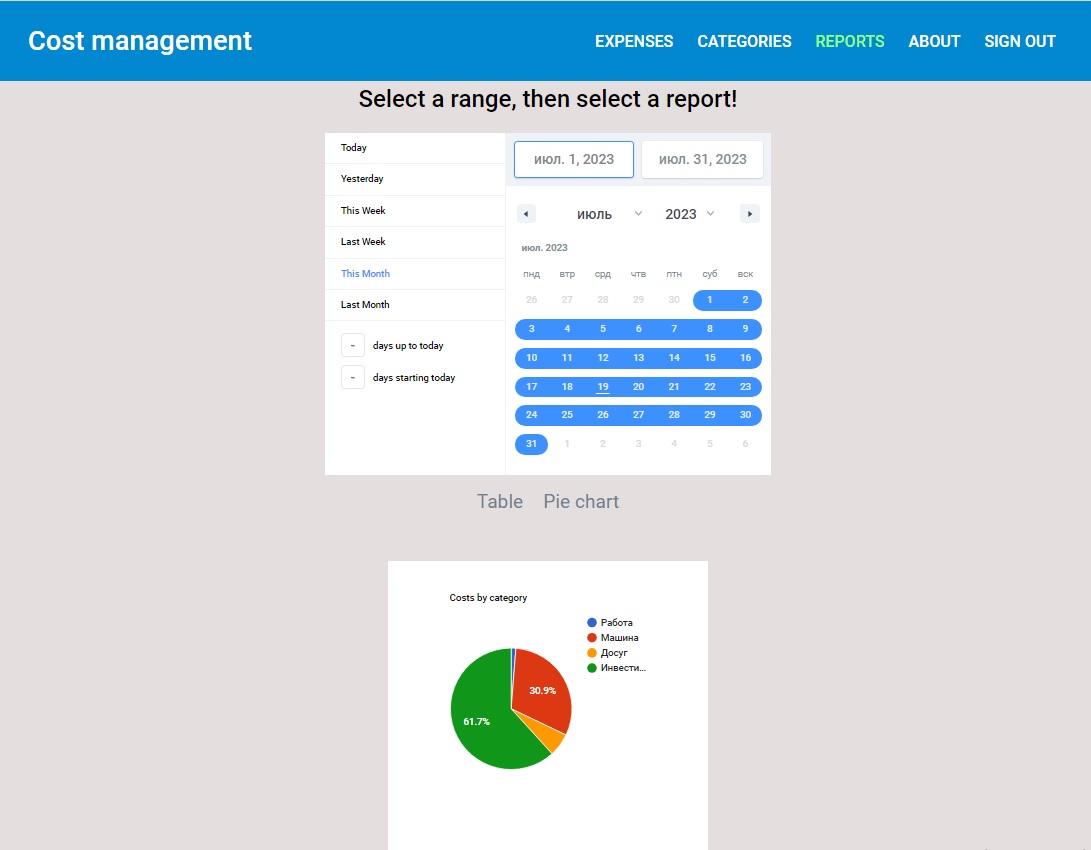 Cost management
EXPENSES CATEGORIES REPORTS ABOUT SIGN OUT
Select a range, then select a report!
Today
Yesterday
This Week
Last Week
This Month
Last Month
- days up to today
- days starting today
июл. 1, 2023 июл. 31, 2023
июль 2023
июл. 2023
пнд втр срд чтв птн суб вск
26 27 28 29 30 1 2
3 4 5 6 7 8 9
10 11 12 13 14 15 16
17 18 19 20 21 22 23
24 25 26 27 28 29 30
31 1 2 3 4 5 6
Table Pie chart
Costs by category
Работа
Машина
Досуг
Инвести...
30.9%
61.7%